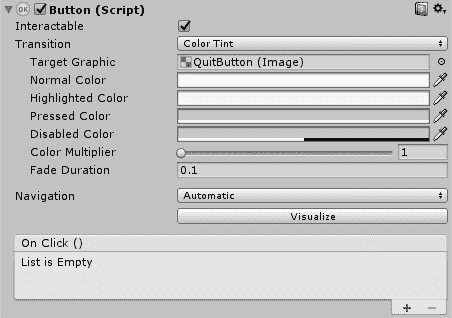 OK Button (Script)
Interactable
Transition Color Tint
Target Graphic QuitButton (Image)
Normal Color
Highlighted Color
Pressed Color
Disabled Color
Color Multiplier 1
Fade Duration 0.1
Navigation Automatic
Visualize
On Click ()
List is Empty